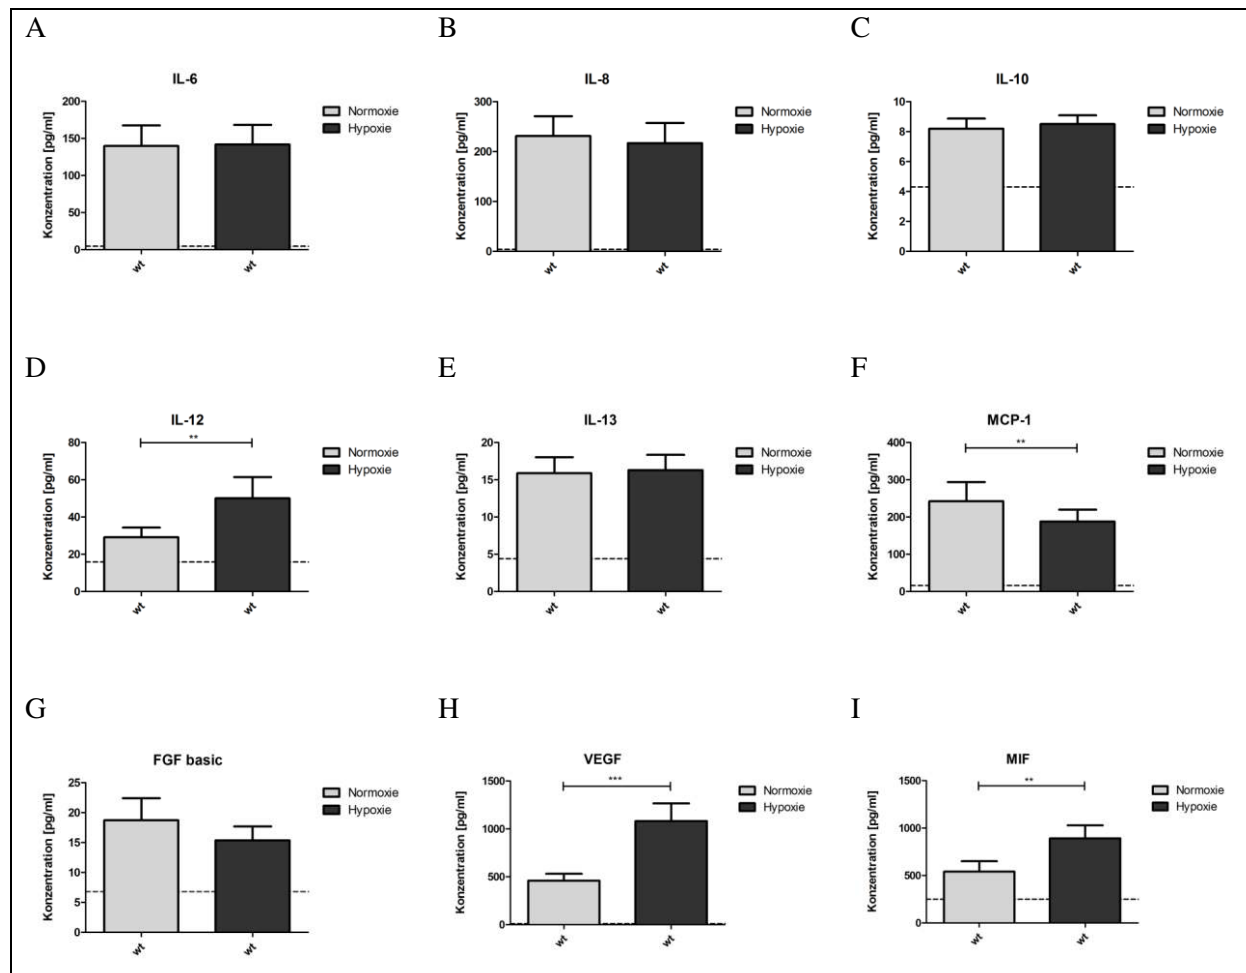 A
IL-6
Konzentration [pg/ml]
200
150
100
50
0
wt
wt
Normoxie
Hypoxie
B
IL-8
Konzentration [pg/ml]
300
200
100
0
wt
wt
Normoxie
Hypoxie
C
IL-10
Konzentration [pg/ml]
10
8
6
4
2
0
wt
wt
Normoxie
Hypoxie
D
IL-12
Konzentration [pg/ml]
80
60
40
20
0
**
wt
wt
Normoxie
Hypoxie
E
IL-13
Konzentration [pg/ml]
20
15
10
5
0
wt
wt
Normoxie
Hypoxie
F
MCP-1
Konzentration [pg/ml]
400
300
200
100
0
**
wt
wt
Normoxie
Hypoxie
G
FGF basic
Konzentration [pg/ml]
25
20
15
10
5
0
wt
wt
Normoxie
Hypoxie
H
VEGF
Konzentration [pg/ml]
1500
1000
500
0
***
wt
wt
Normoxie
Hypoxie
I
MIF
Konzentration [pg/ml]
1500
1000
500
0
**
wt
wt
Normoxie
Hypoxie